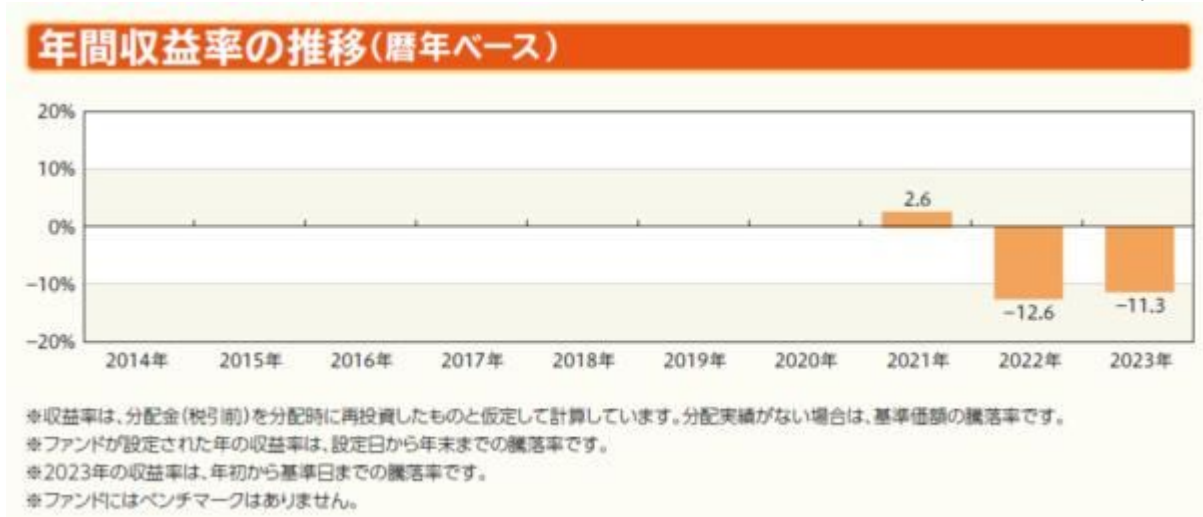 年間収益率の推移(暦年ベース)
20%
10%
0%
-10%
-20%
2.6
-12.6
-11.3
2014年 2015年 2016年 2017年 2018年 2019年 2020年 2021年 2022年 2023年
※収益率は、分配金(税引前)を分配時に再投資したものと仮定して計算しています。分配実績がない場合は、基準価額の騰落率です。
※ファンドが設定された年の収益率は、設定日から年末までの騰落率です。
※2023年の収益率は、年初から基準日までの騰落率です。
※ファンドにはベンチマークはありません。